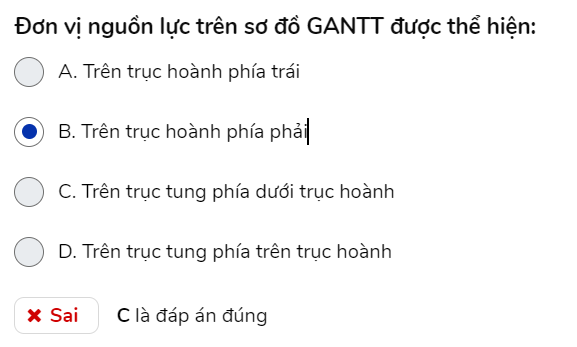 Đơn vị nguồn lực trên sơ đồ GANTT được thể hiện:
A. Trên trục hoành phía trái
B. Trên trục hoành phía phải
C. Trên trục tung phía dưới trục hoành
D. Trên trục tung phía trên trục hoành
✖ Sai C là đáp án đúng